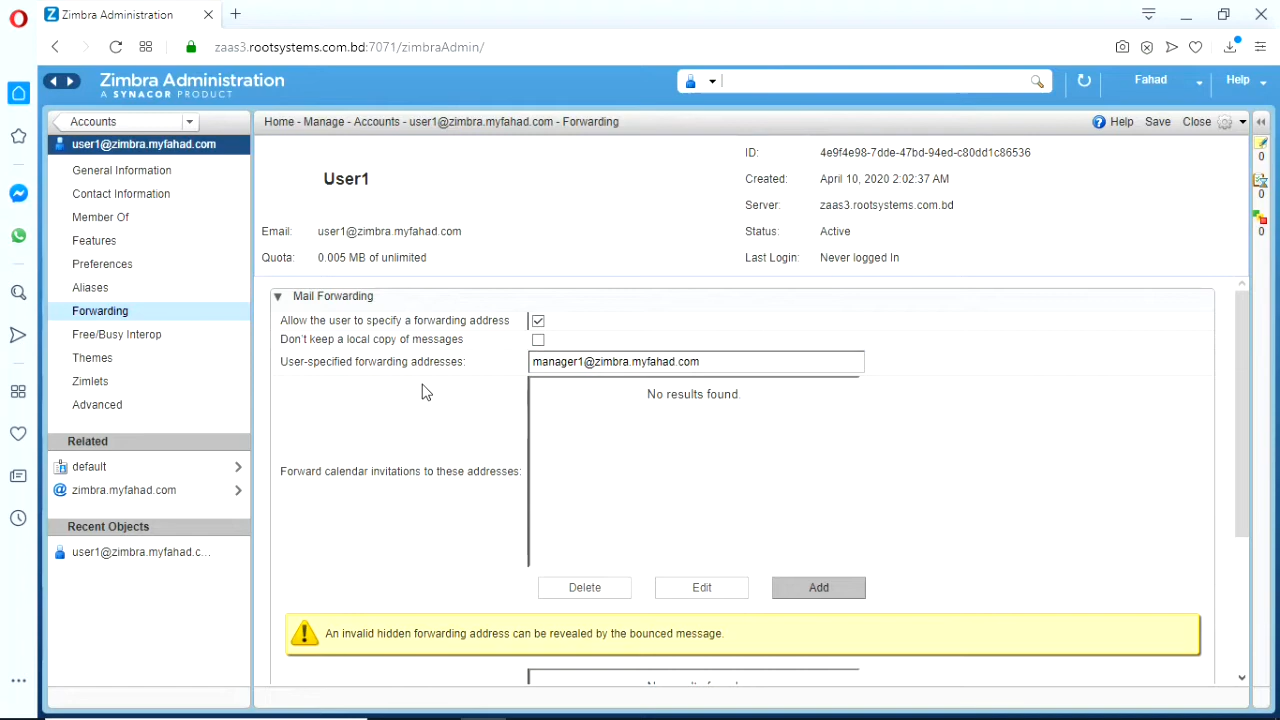 Zimbra Administration
zaas3.rootsystems.com.bd:7071/zimbraAdmin/
Zimbra Administration
A SYNACOR PRODUCT
Fahad
Help
Accounts
Home - Manage - Accounts - user1@zimbra.myfahad.com - Forwarding
Help
Save
Close
user1@zimbra.myfahad.com
General Information
Contact Information
Member Of
Features
Preferences
Aliases
Forwarding
Free/Busy Interop
Themes
Zimlets
Advanced
Related
default
zimbra.myfahad.com
Recent Objects
user1@zimbra.myfahad.c...
User1
ID: 4e9f4e98-7dde-47bd-94ed-c80dd1c86536
Created: April 10, 2020 2:02:37 AM
Server: zaas3.rootsystems.com.bd
Email: user1@zimbra.myfahad.com
Status: Active
Quota: 0.005 MB of unlimited
Last Login: Never logged In
Mail Forwarding
Allow the user to specify a forwarding address
Don't keep a local copy of messages
User-specified forwarding addresses: manager1@zimbra.myfahad.com
No results found.
Forward calendar invitations to these addresses:
Delete
Edit
Add
An invalid hidden forwarding address can be revealed by the bounced message.
0
0
0